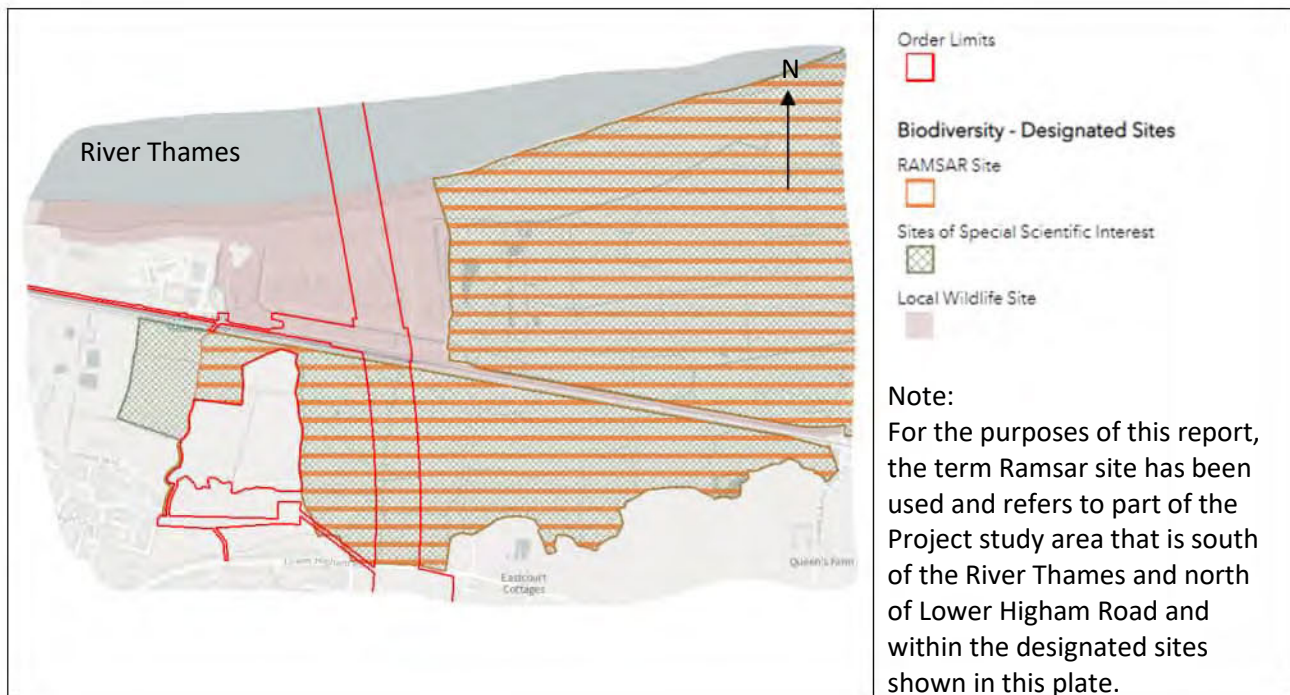 N
River Thames
Eastcourt
Cottages
Queen's Farm
Order Limits
Biodiversity - Designated Sites
RAMSAR Site
Sites of Special Scientific Interest
Local Wildlife Site
Note:
For the purposes of this report,
the term Ramsar site has been
used and refers to part of the
Project study area that is south
of the River Thames and north
of Lower Higham Road and
within the designated sites
shown in this plate.